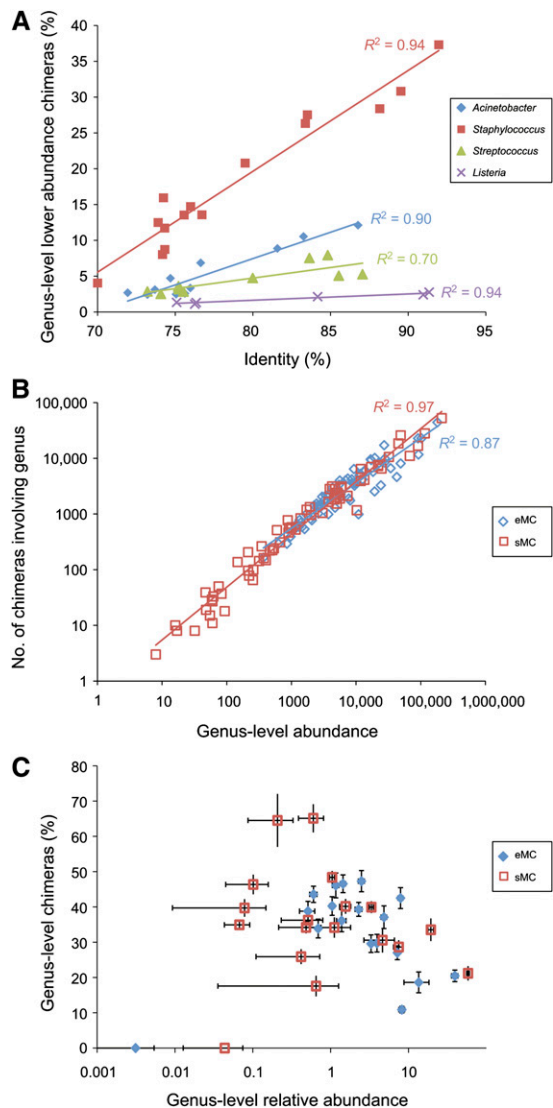 A
Genus-level lower abundance chimeras (%)
40
35
30
25
20
15
10
5
0
70 75 80 85 90 95
Identity (%)
R² = 0.94
R² = 0.90
R² = 0.70
R² = 0.94
Acinetobacter
Staphylococcus
Streptococcus
Listeria
B
No. of chimeras involving genus
100,000
10,000
1000
100
10
1
1 10 100 1000 10,000 100,000 1,000,000
Genus-level abundance
R² = 0.97
R² = 0.87
eMC
sMC
C
Genus-level chimeras (%)
80
70
60
50
40
30
20
10
0
0.001 0.01 0.1 1 10
Genus-level relative abundance
eMC
sMC